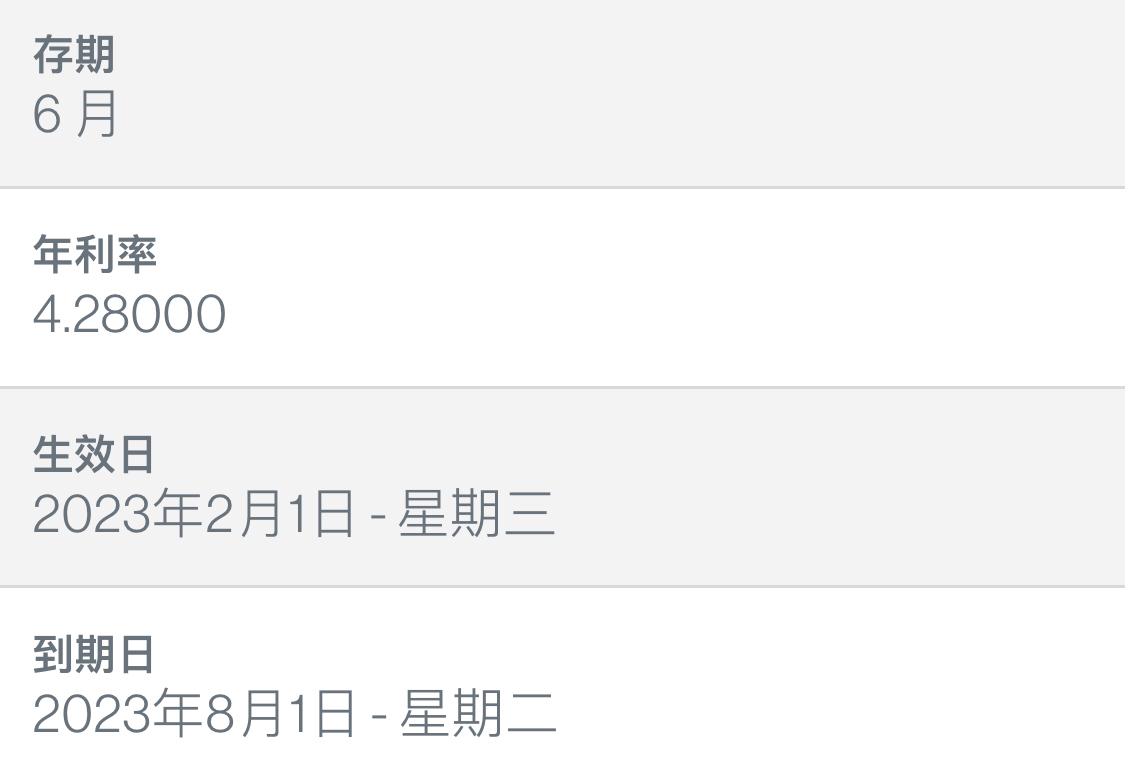 存期
6 月
年利率
4.28000
生效日
2023年2月1日 - 星期三
到期日
2023年8月1日 - 星期二